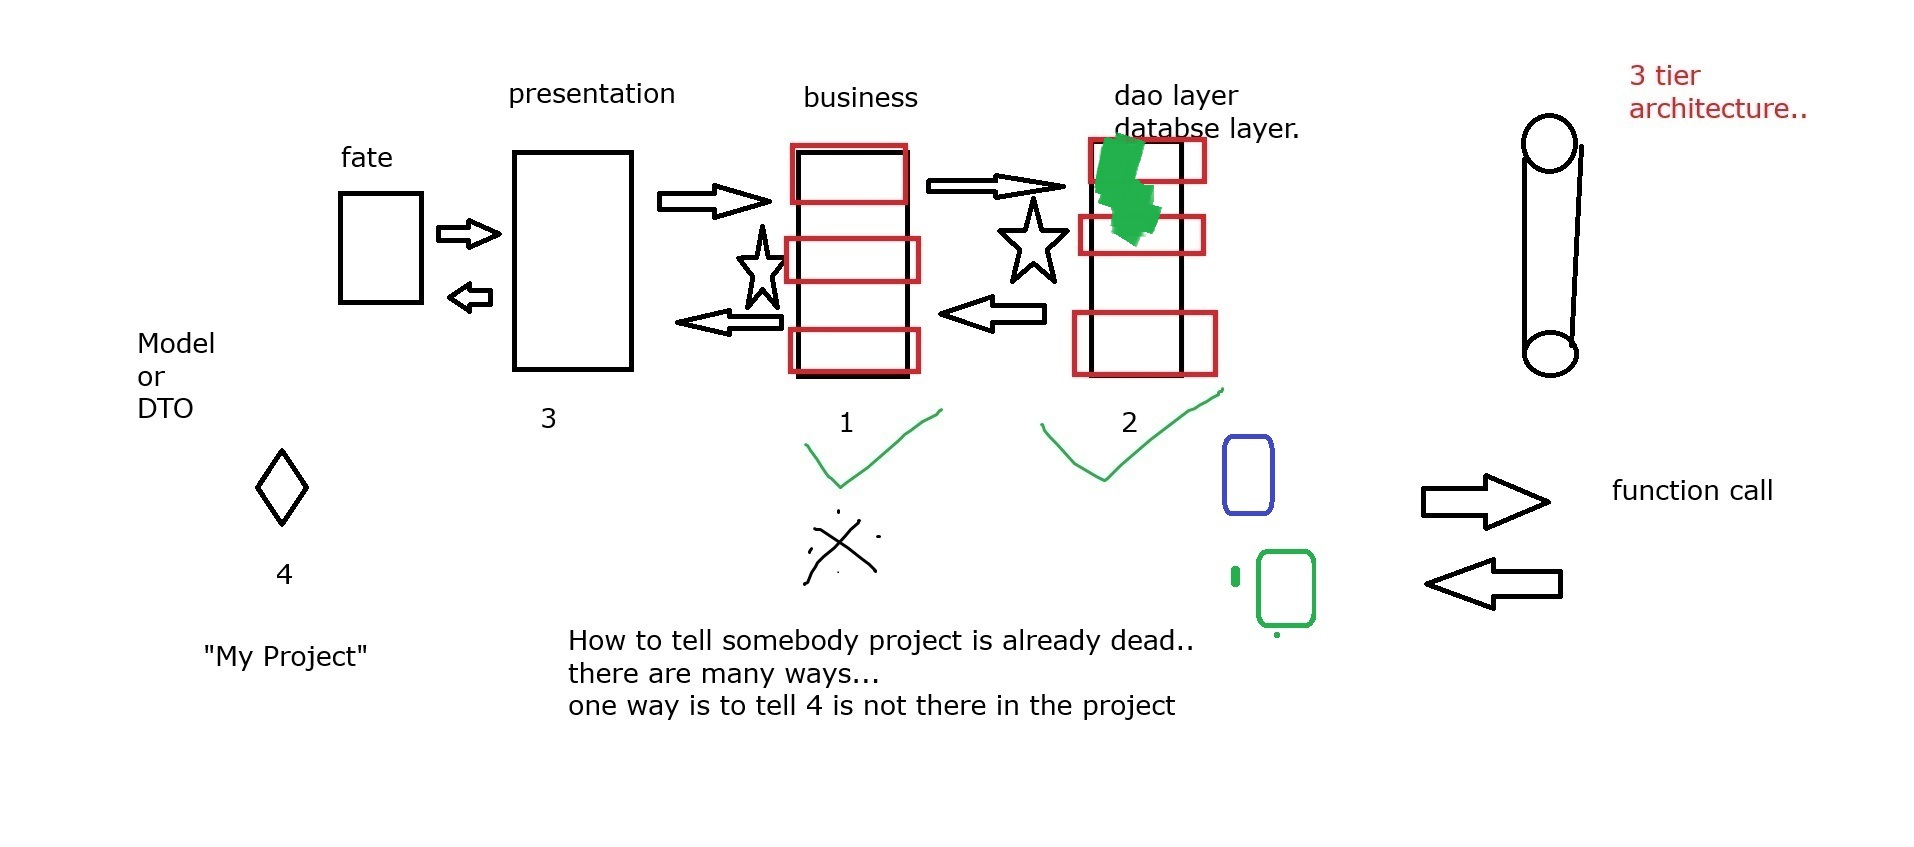 3 tier
architecture..
presentation
business
dao layer
databse layer.
fate
Model
or
DTO
3
1
2
function call
4
"My Project"
How to tell somebody project is already dead..
there are many ways...
one way is to tell 4 is not there in the project